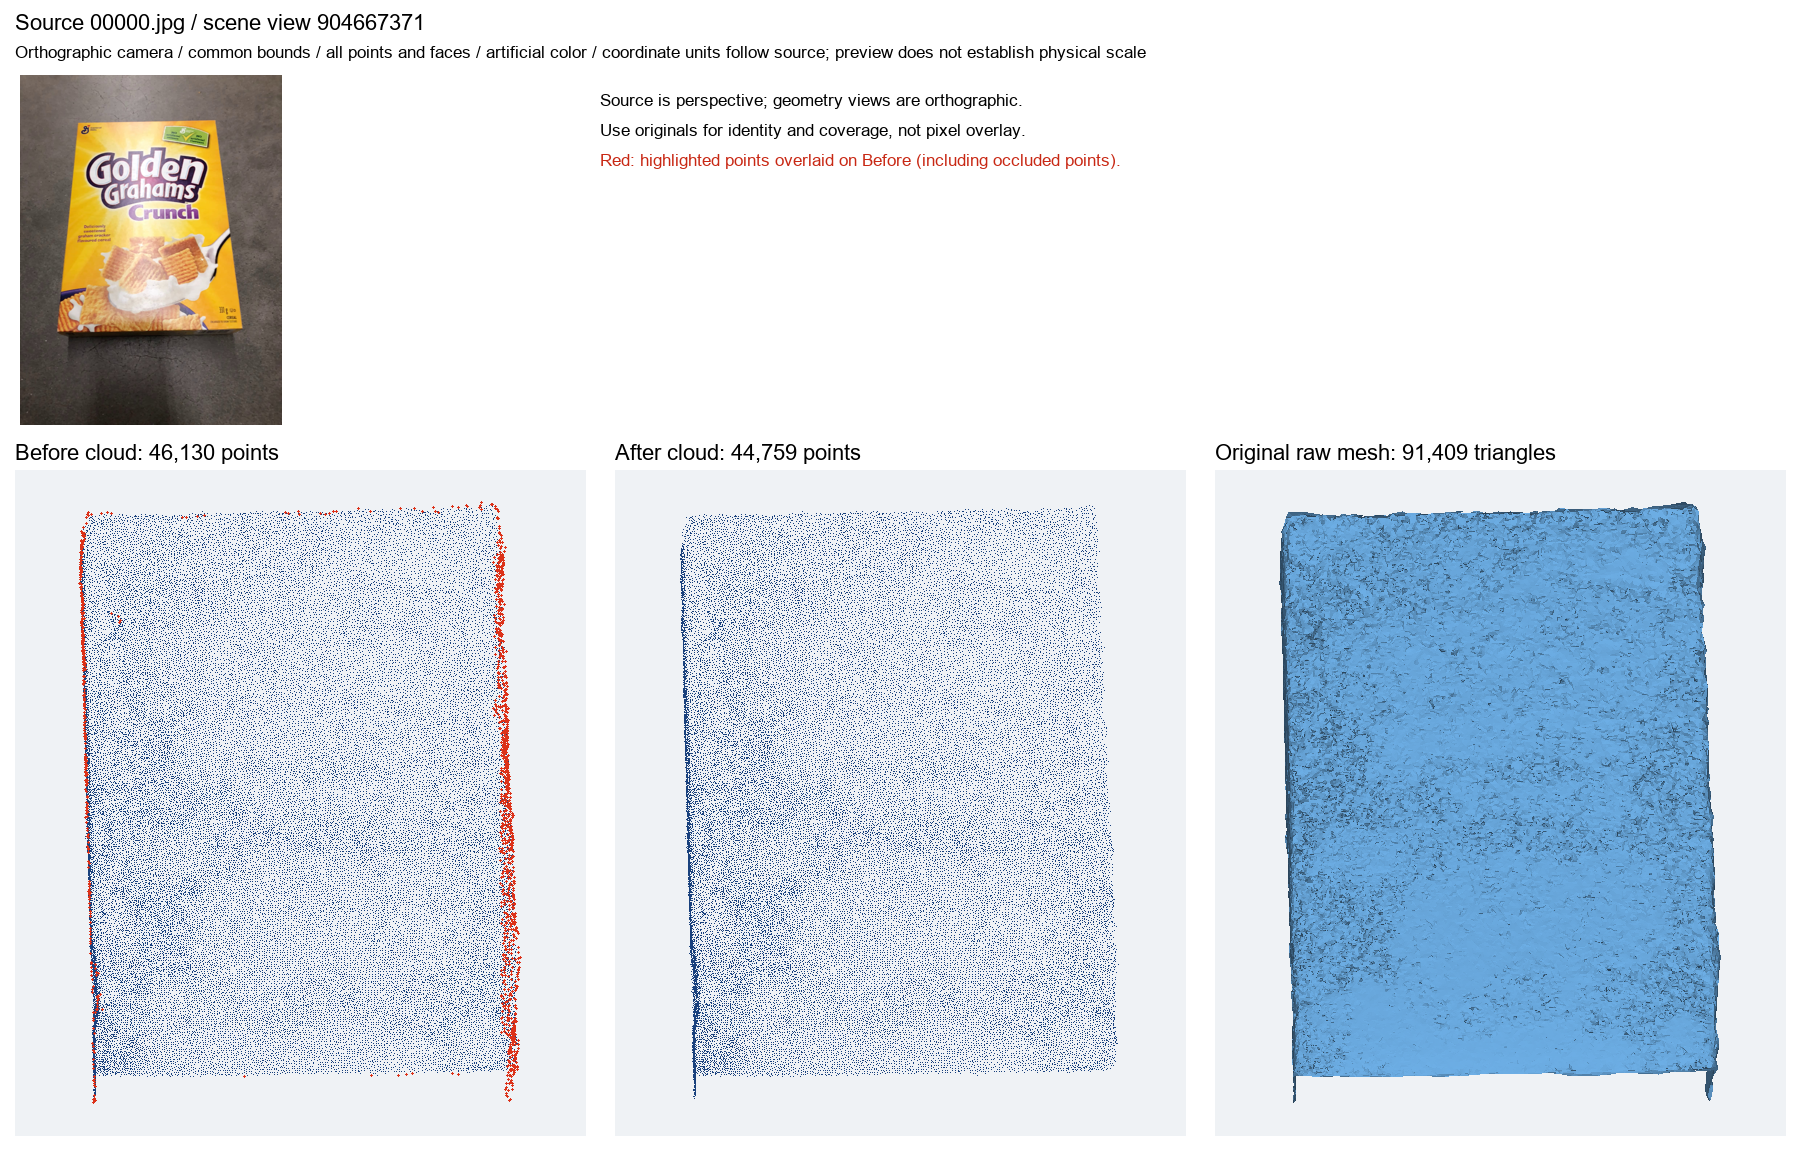 Source 00000.jpg / scene view 904667371
Orthographic camera / common bounds / all points and faces / artificial color / coordinate units follow source; preview does not establish physical scale
Source is perspective; geometry views are orthographic.
Use originals for identity and coverage, not pixel overlay.
Red: highlighted points overlaid on Before (including occluded points).
Golden
Grahams
Crunch
Before cloud: 46,130 points
After cloud: 44,759 points
Original raw mesh: 91,409 triangles